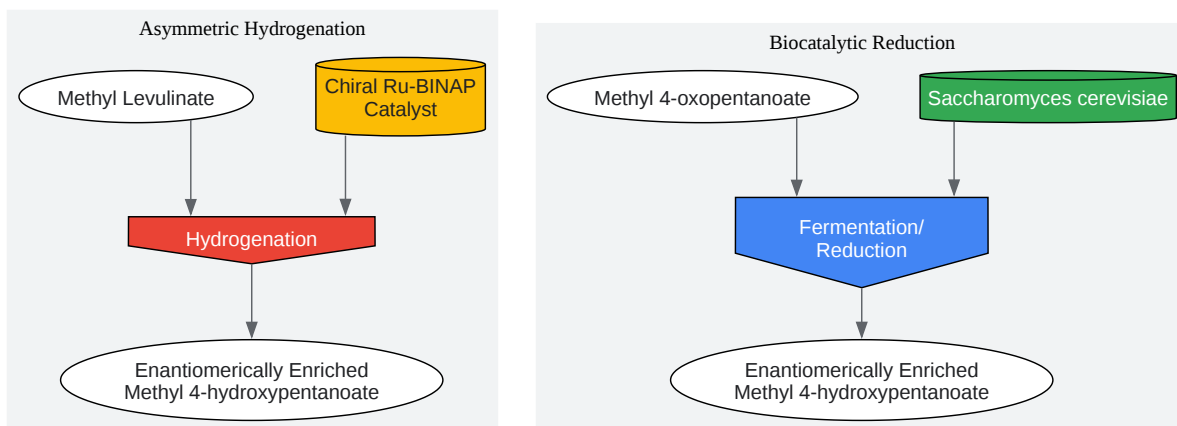 Asymmetric Hydrogenation
Methyl Levulinate
Chiral Ru-BINAP
Catalyst
Hydrogenation
Enantiomerically Enriched
Methyl 4-hydroxypentanoate
Biocatalytic Reduction
Methyl 4-oxopentanoate
Saccharomyces cerevisiae
Fermentation/
Reduction
Enantiomerically Enriched
Methyl 4-hydroxypentanoate